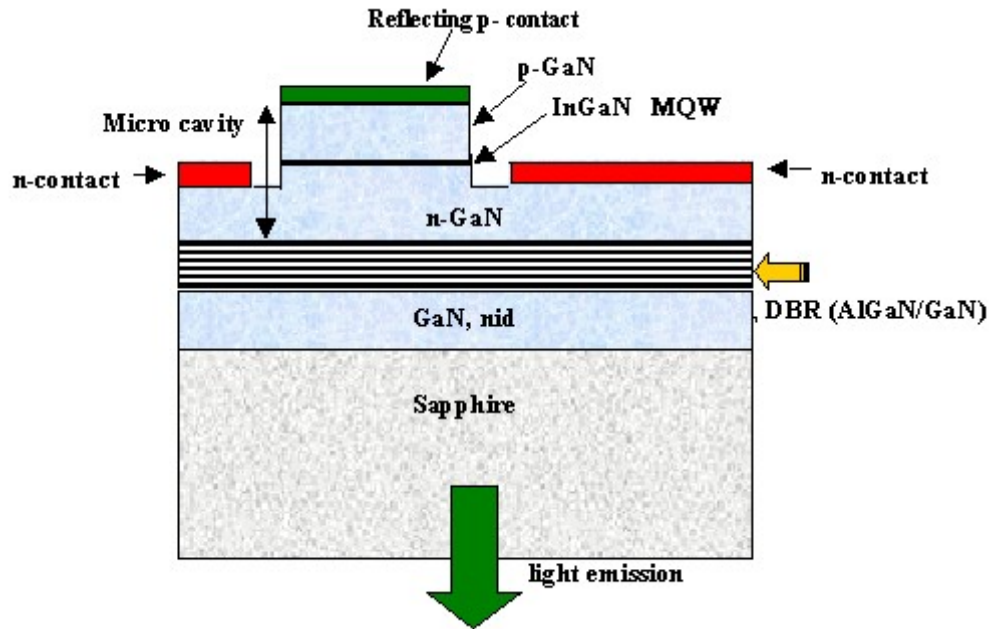 Reflecting p- contact
p-GaN
InGaN MQW
Micro cavity
n-contact
n-contact
n-GaN
DBR (AlGaN/GaN)
GaN, nid
Sapphire
light emission